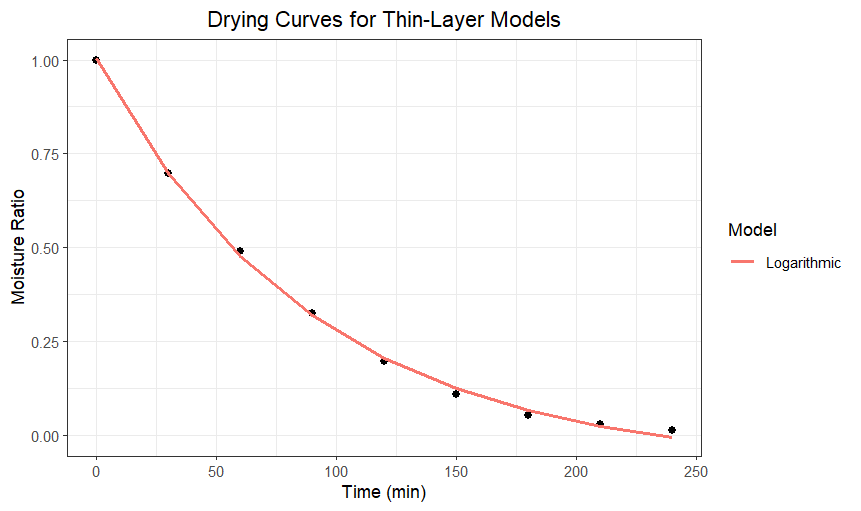 Drying Curves for Thin-Layer Models
Moisture Ratio
1.00
0.75
0.50
0.25
0.00
0 50 100 150 200 250
Time (min)
Model
Logarithmic